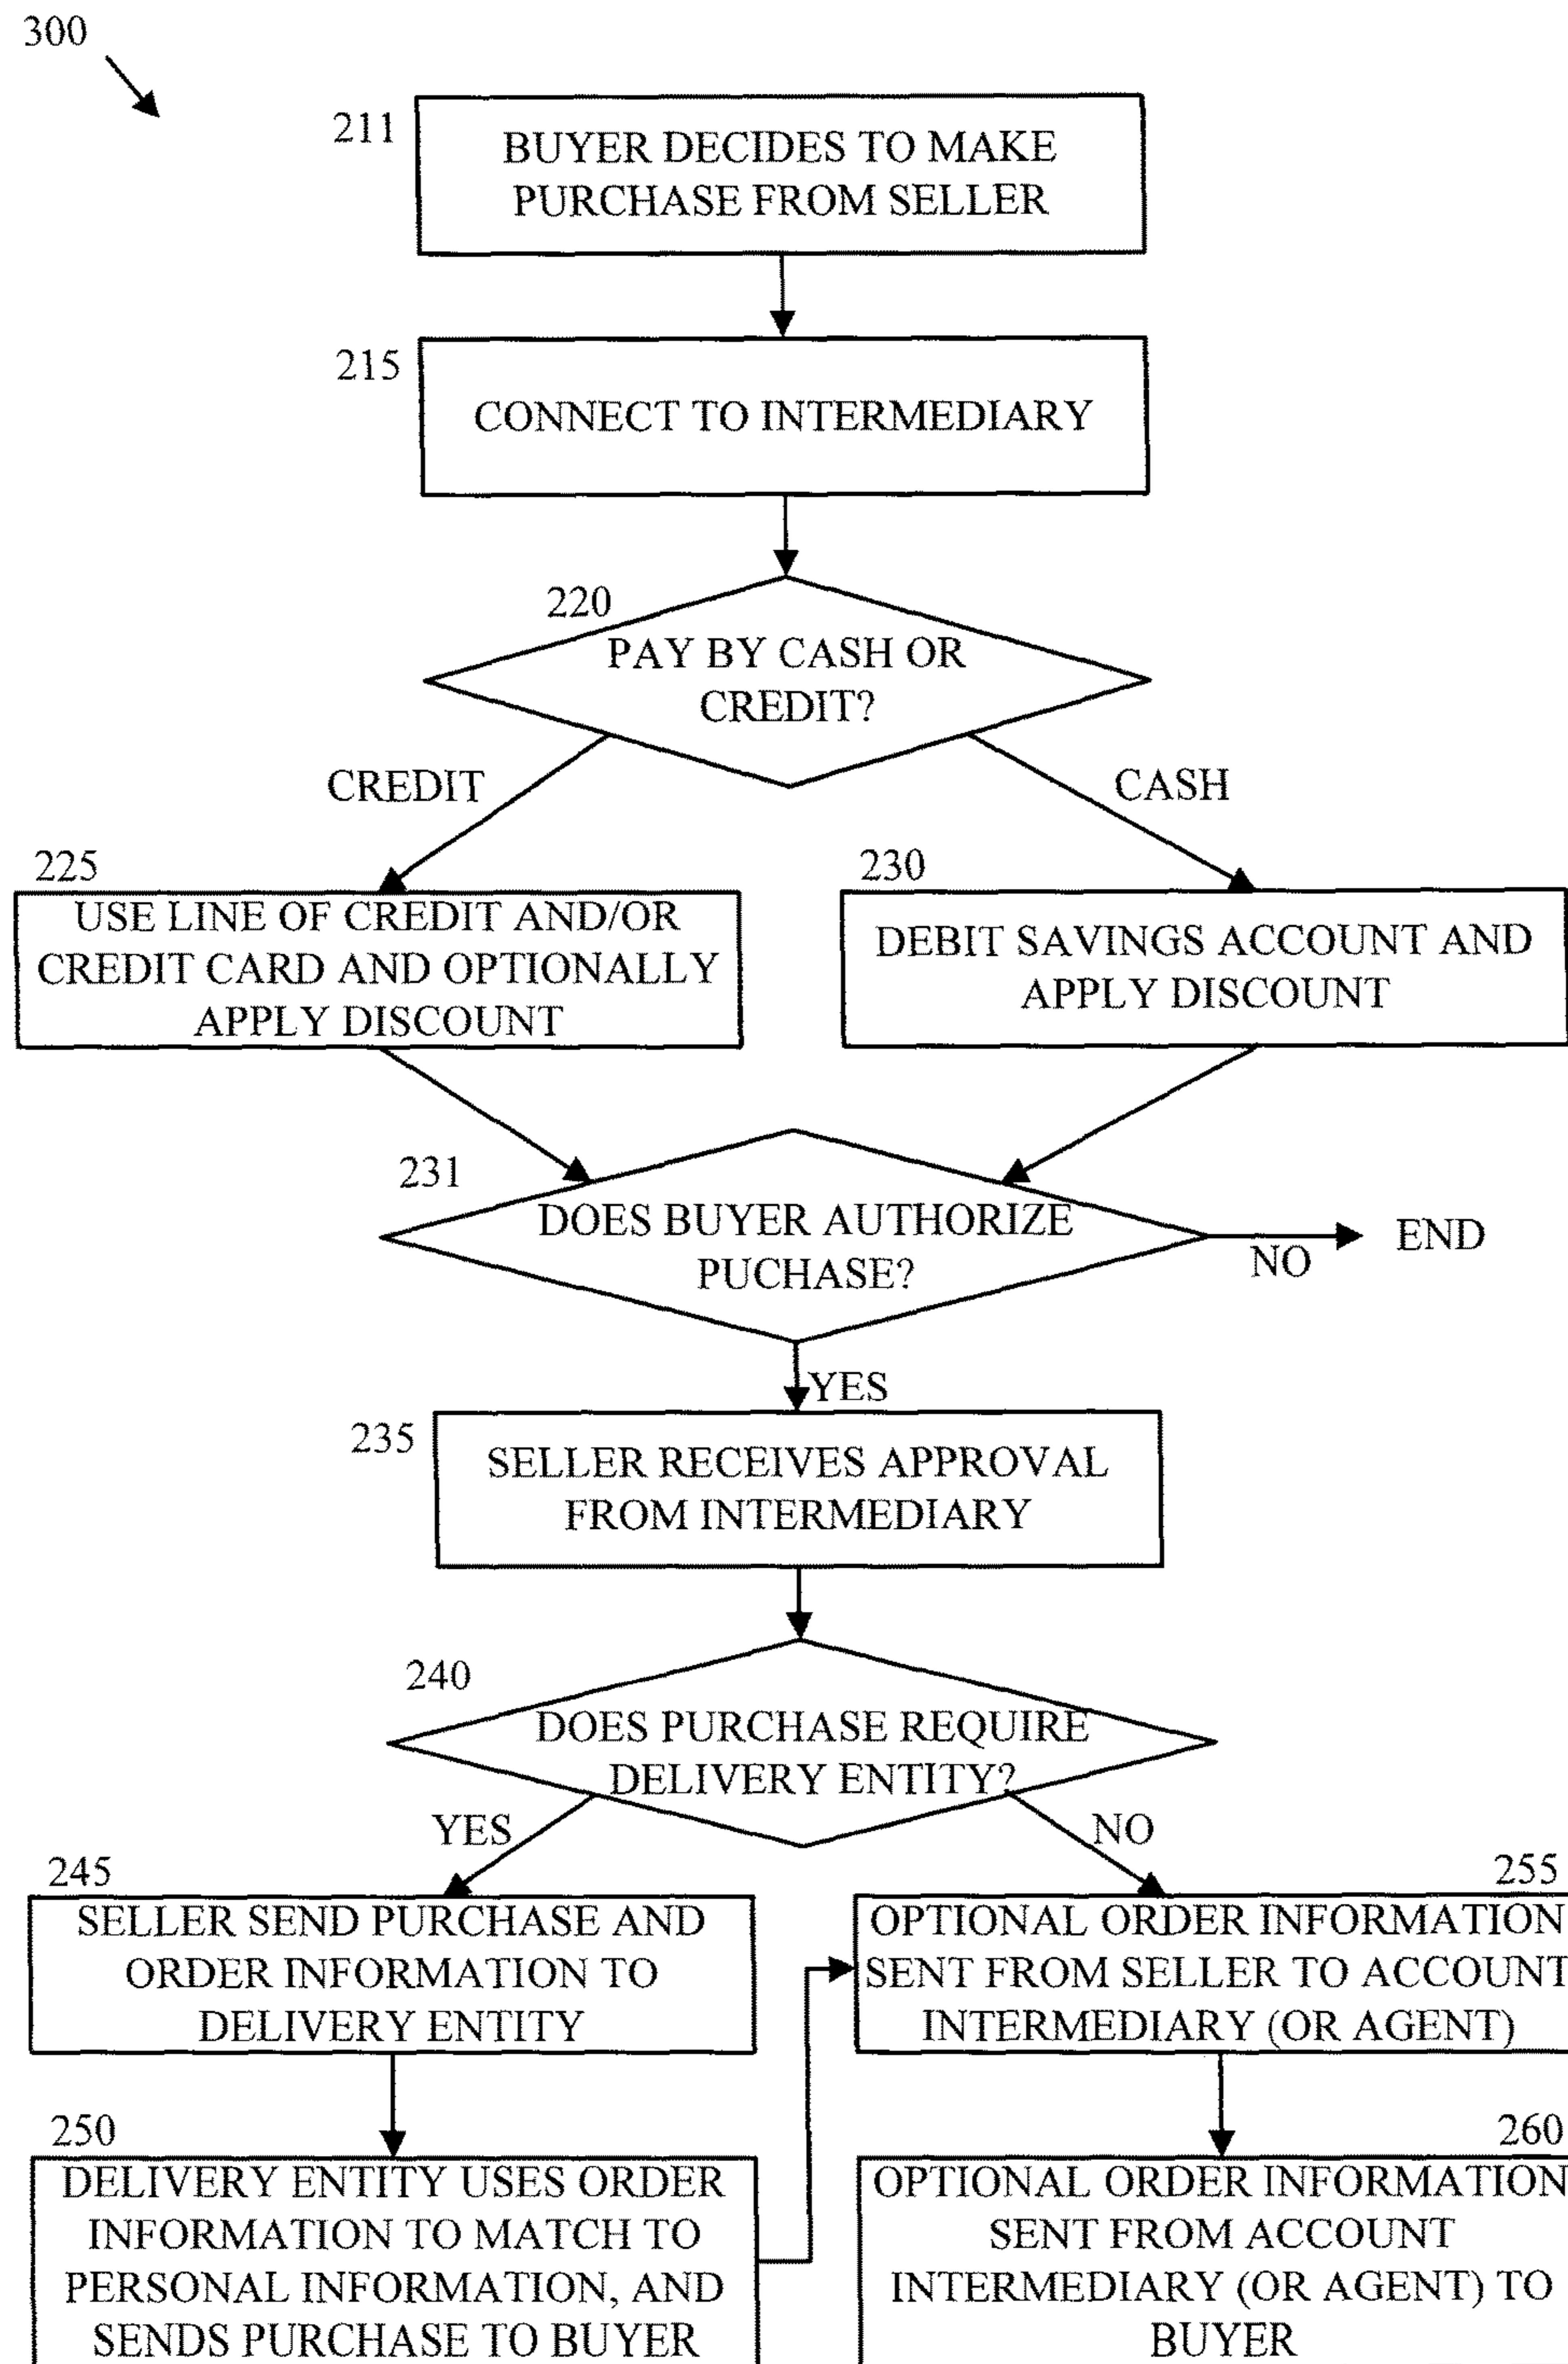 300
211
BUYER DECIDES TO MAKE
PURCHASE FROM SELLER
215
CONNECT TO INTERMEDIARY
220
PAY BY CASH OR
CREDIT?
CREDIT
CASH
225
USE LINE OF CREDIT AND/OR
CREDIT CARD AND OPTIONALLY
APPLY DISCOUNT
230
DEBIT SAVINGS ACCOUNT AND
APPLY DISCOUNT
231
DOES BUYER AUTHORIZE
PUCHASE?
NO
END
YES
235
SELLER RECEIVES APPROVAL
FROM INTERMEDIARY
240
DOES PURCHASE REQUIRE
DELIVERY ENTITY?
YES
NO
245
SELLER SEND PURCHASE AND
ORDER INFORMATION TO
DELIVERY ENTITY
255
OPTIONAL ORDER INFORMATION
SENT FROM SELLER TO ACCOUNT
INTERMEDIARY (OR AGENT)
250
DELIVERY ENTITY USES ORDER
INFORMATION TO MATCH TO
PERSONAL INFORMATION, AND
SENDS PURCHASE TO BUYER
260
OPTIONAL ORDER INFORMATION
SENT FROM ACCOUNT
INTERMEDIARY (OR AGENT) TO
BUYER